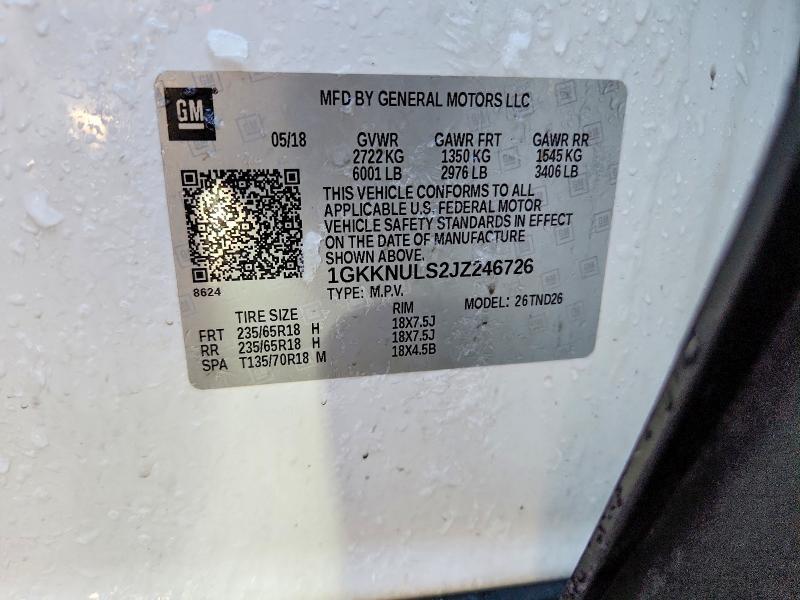 GM
MFD BY GENERAL MOTORS LLC
05/18 GVWR GAWR FRT GAWR RR
2722 KG 1350 KG 1545 KG
6001 LB 2976 LB 3406 LB
THIS VEHICLE CONFORMS TO ALL
APPLICABLE U.S. FEDERAL MOTOR
VEHICLE SAFETY STANDARDS IN EFFECT
ON THE DATE OF MANUFACTURE
SHOWN ABOVE.
1GKKNULS2JZ246726
8624
TYPE: M.P.V. MODEL: 26TND26
TIRE SIZE RIM
FRT 235/65R18 H 18X7.5J
RR 235/65R18 H 18X7.5J
SPA T135/70R18 M 18X4.5B